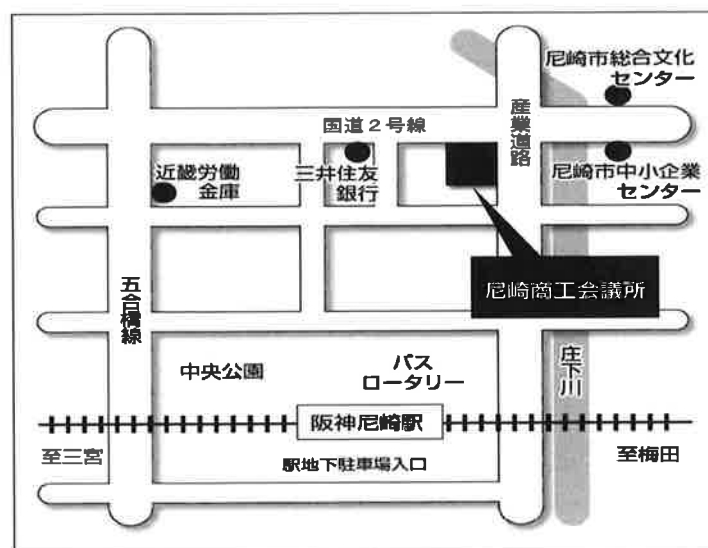 尼崎市総合文化
センター
産業道路
国道2号線
近畿労働
金庫
三井住友
銀行
尼崎市中小企業
センター
尼崎商工会議所
五合橋線
中央公園
バス
ロータリー
庄下川
阪神尼崎駅
至三宮
至梅田
駅地下駐車場入口